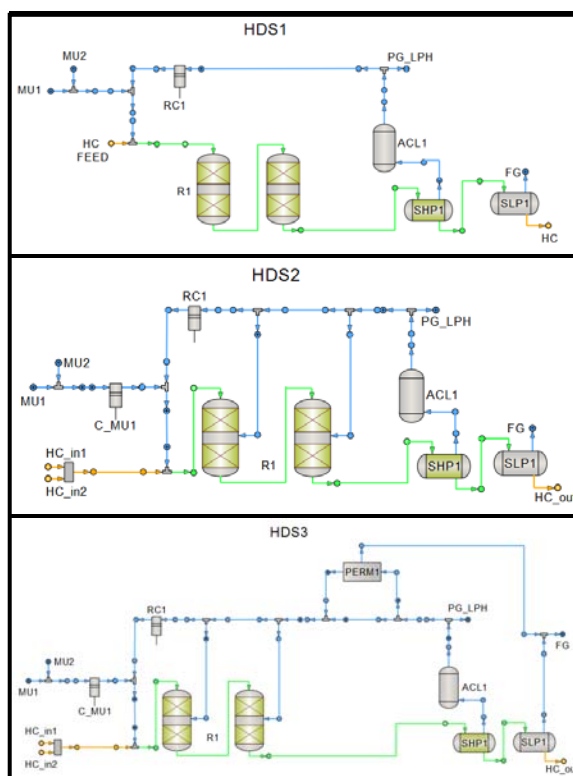 HDS1
MU2
PG_LPH
MU1
RC1
HC
FEED
ACL1
R1
FG
SHP1
SLP1
HC
HDS2
RC1
PG_LPH
MU2
MU1
C_MU1
ACL1
HC_in1
HC_in2
R1
FG
SHP1
SLP1
HC_out
HDS3
PERM1
RC1
PG_LPH
FG
MU2
MU1
C_MU1
ACL1
HC_in1
HC_in2
R1
SHP1
SLP1
HC_out